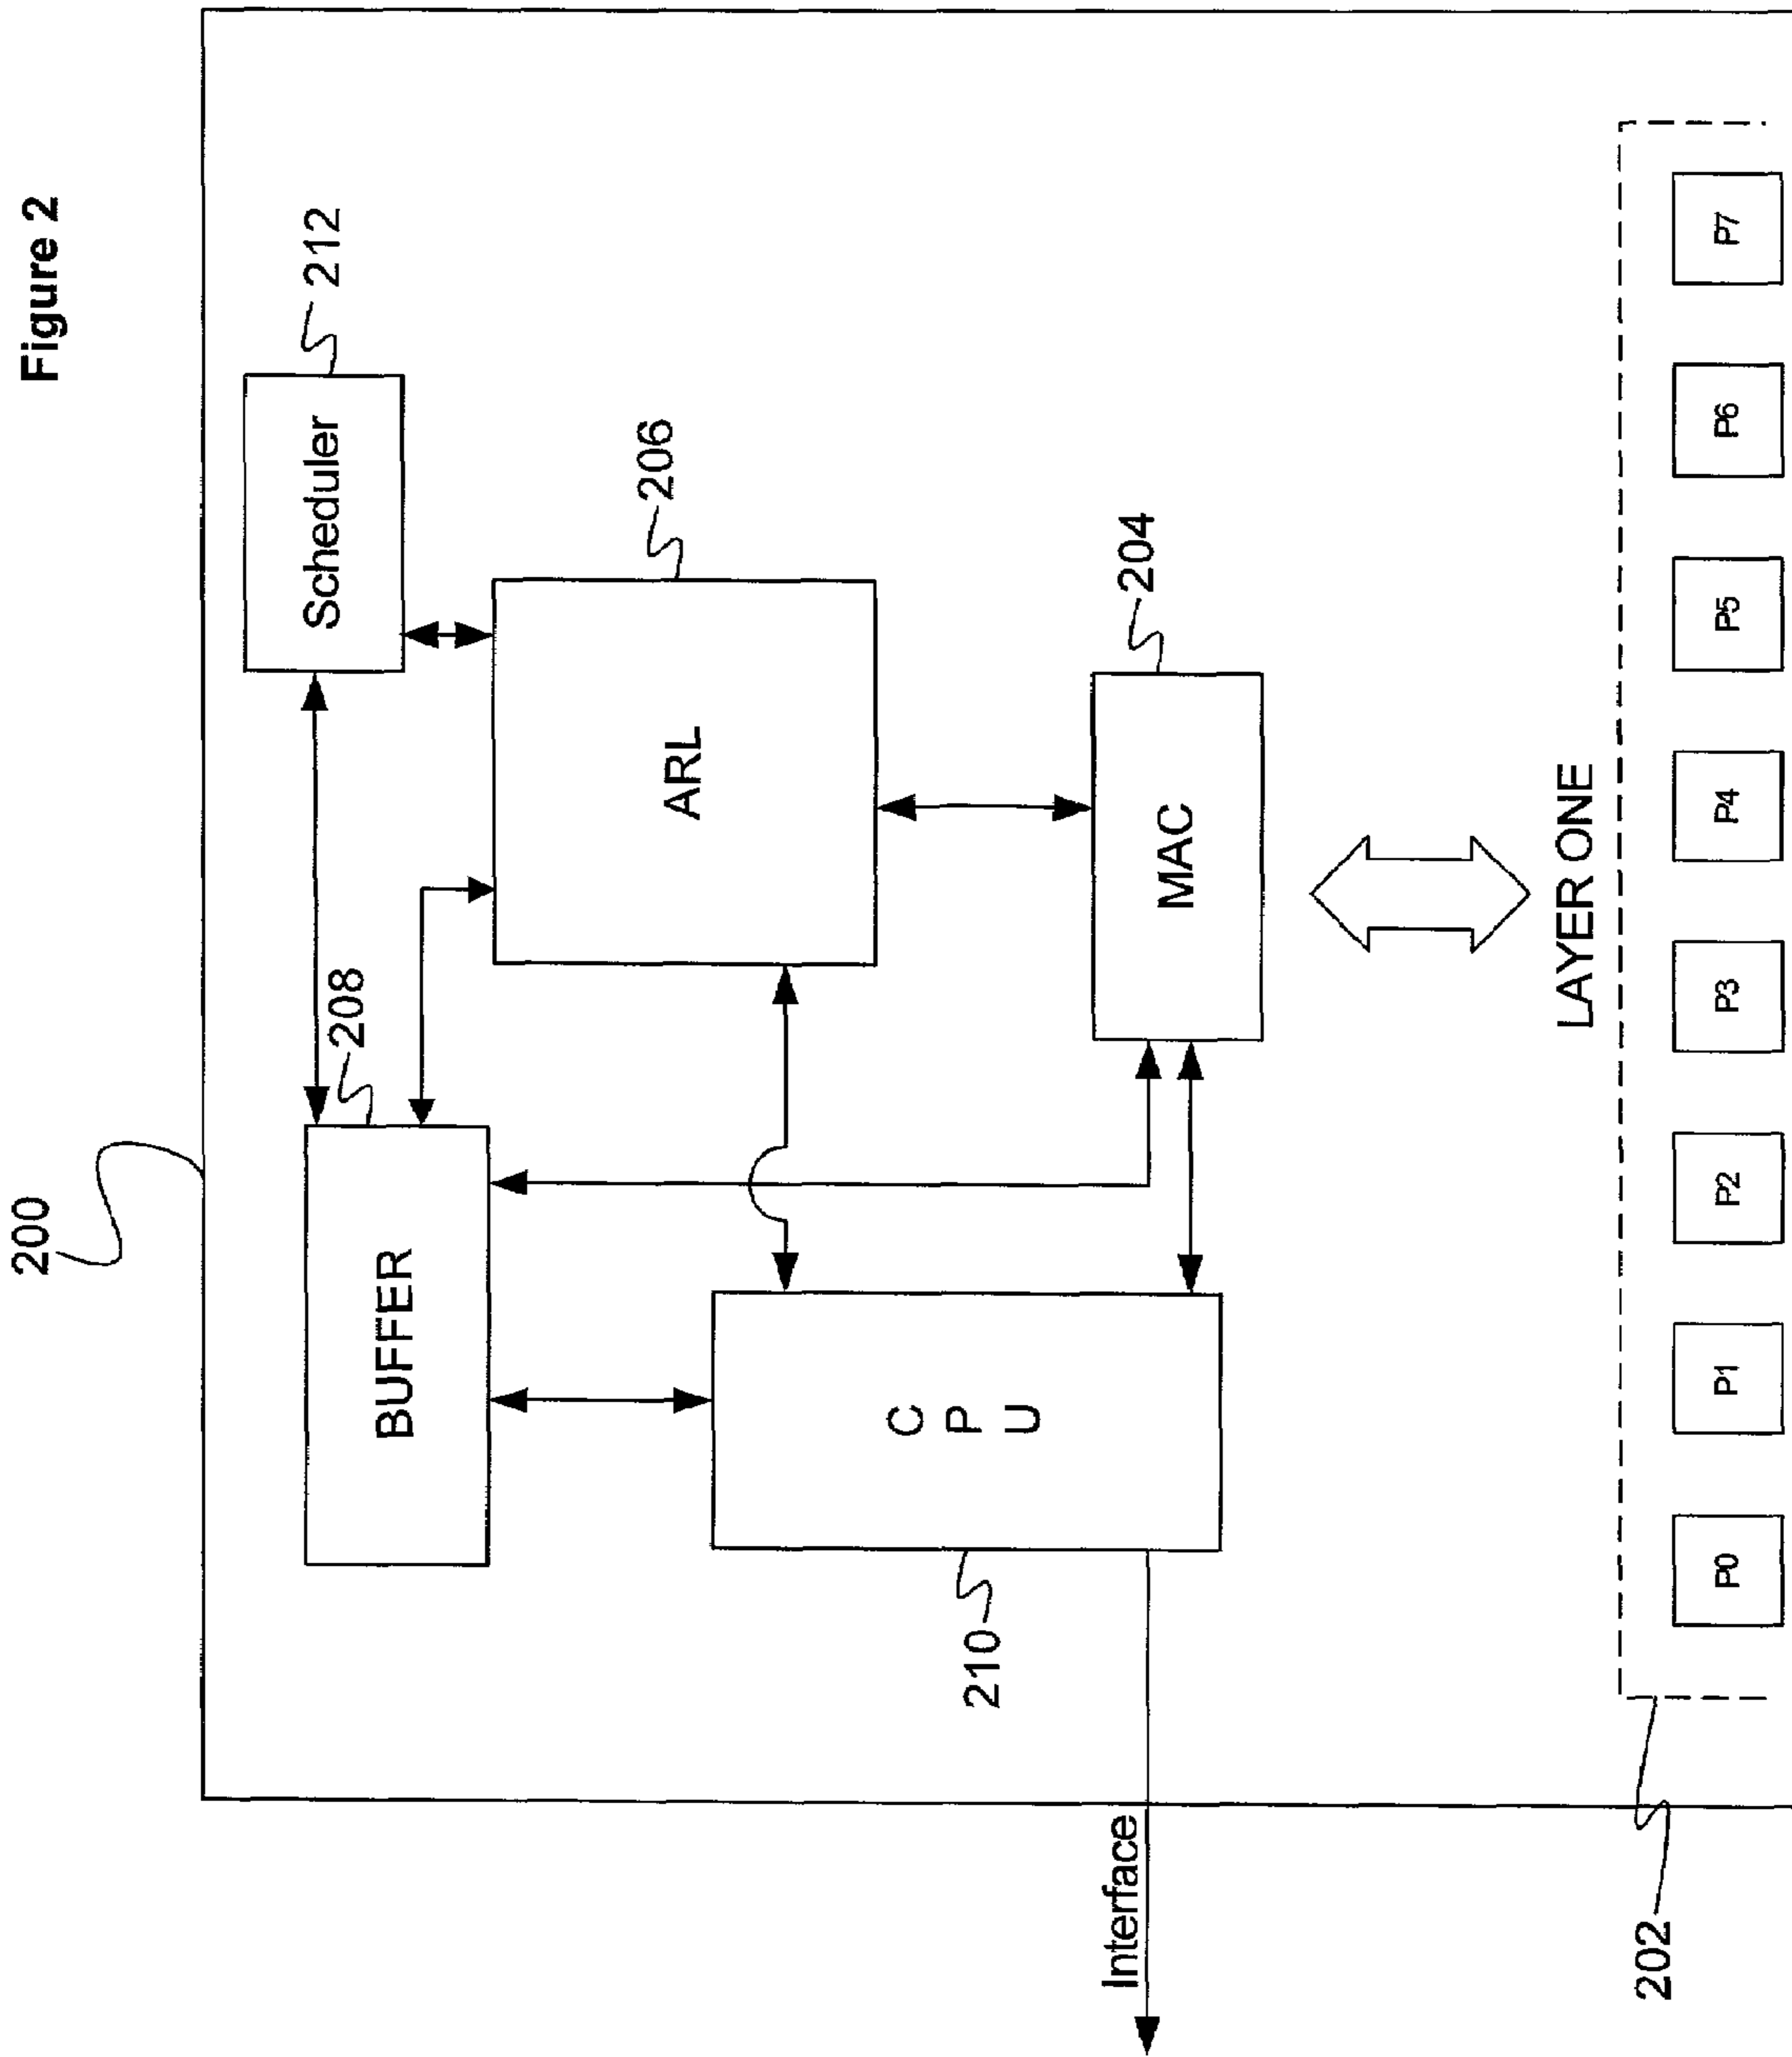 Figure 2
200
212
Scheduler
208
206
BUFFER
ARL
204
C
P
U
MAC
210
Interface
LAYER ONE
202
P0 P1 P2 P3 P4 P5 P6 P7